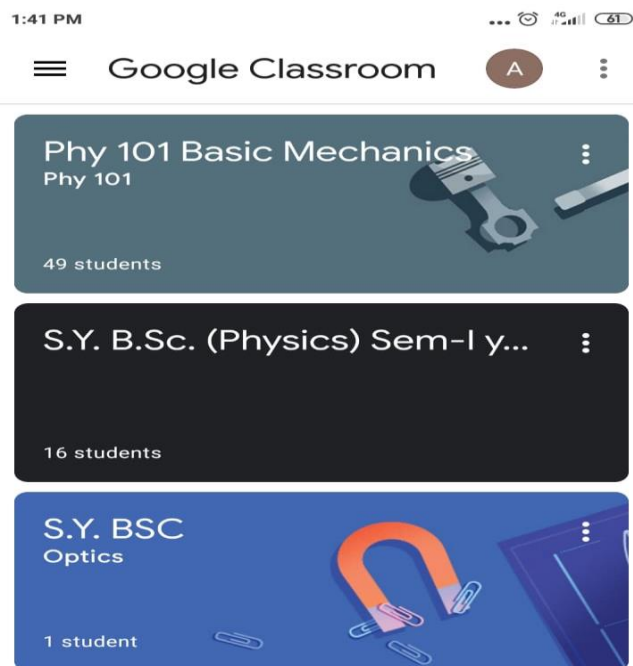 1:41 PM
4G
61
Google Classroom
A
Phy 101 Basic Mechanics
Phy 101
49 students
S.Y. B.Sc. (Physics) Sem-I y...
16 students
S.Y. BSC
Optics
1 student